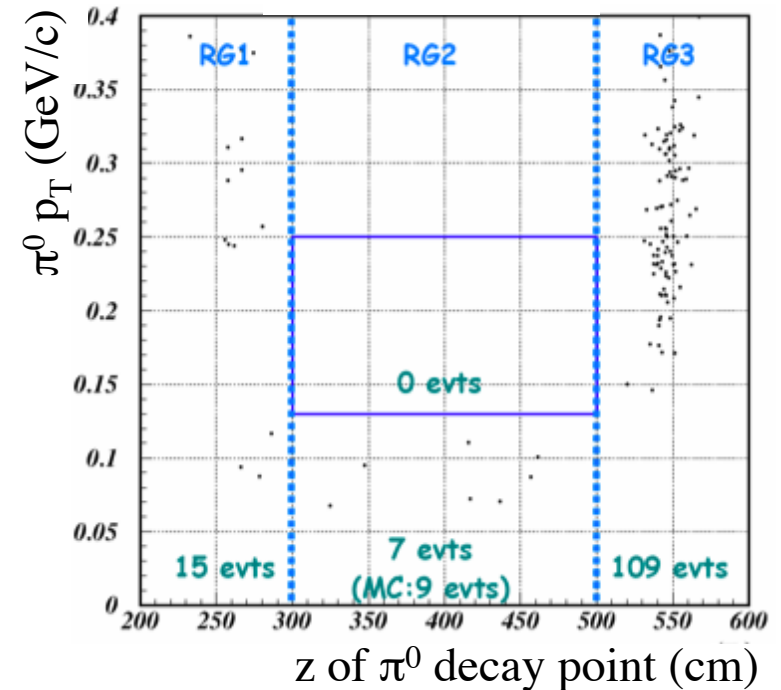 π⁰ p_T (GeV/c)
0.4
RG1 RG2 RG3
0.35
0.3
0.25
0.2
0.15
0 evts
0.1
0.05
7 evts
15 evts 109 evts
(MC:9 evts)
0
200 250 300 350 400 450 500 550 600
z of π⁰ decay point (cm)